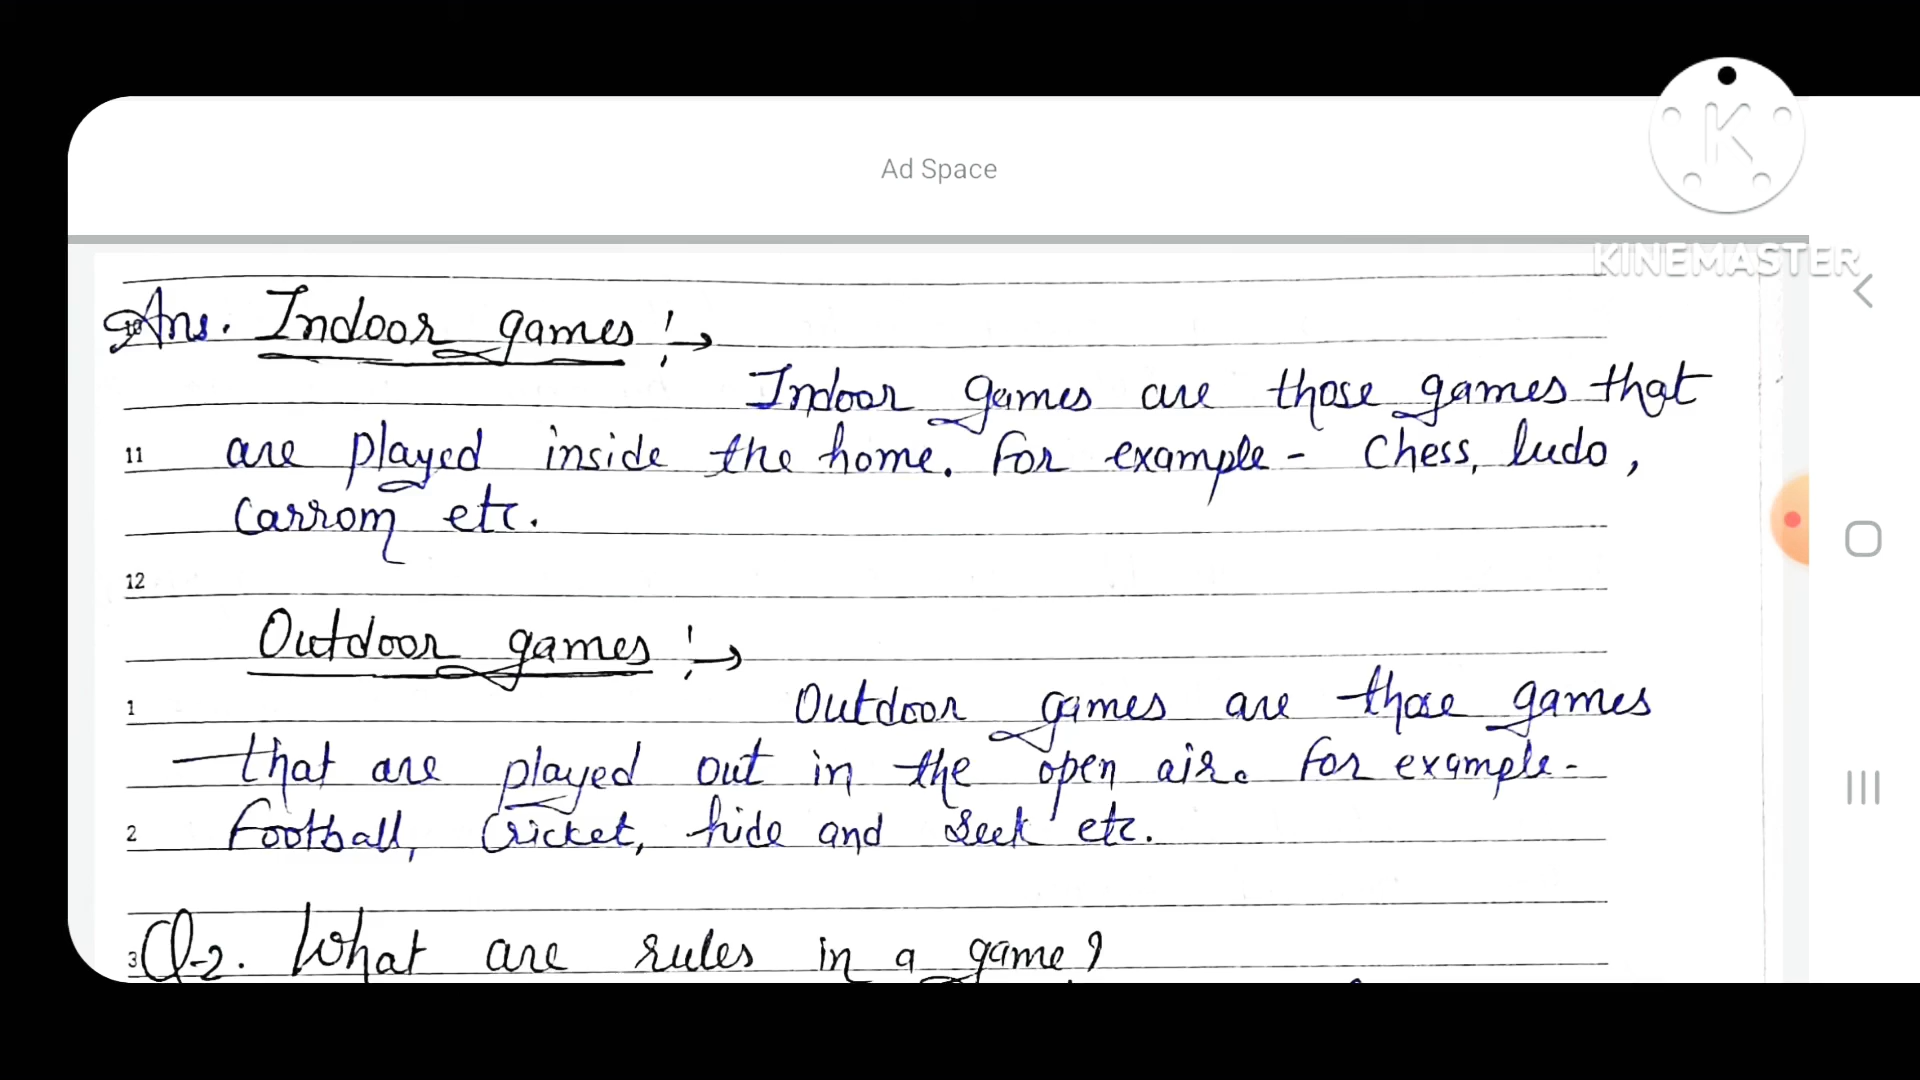 Ad Space
KINEMASTER
Ans. Indoor games :→
Indoor games are those games that
11 are played inside the home. For example - Chess, ludo,
Carrom etc.
12
Outdoor games :→
1 Outdoor games are those games
that are played out in the open air. For example -
2 Football, Cricket, hide and seek etc.
3 Q-2. What are rules in a game?